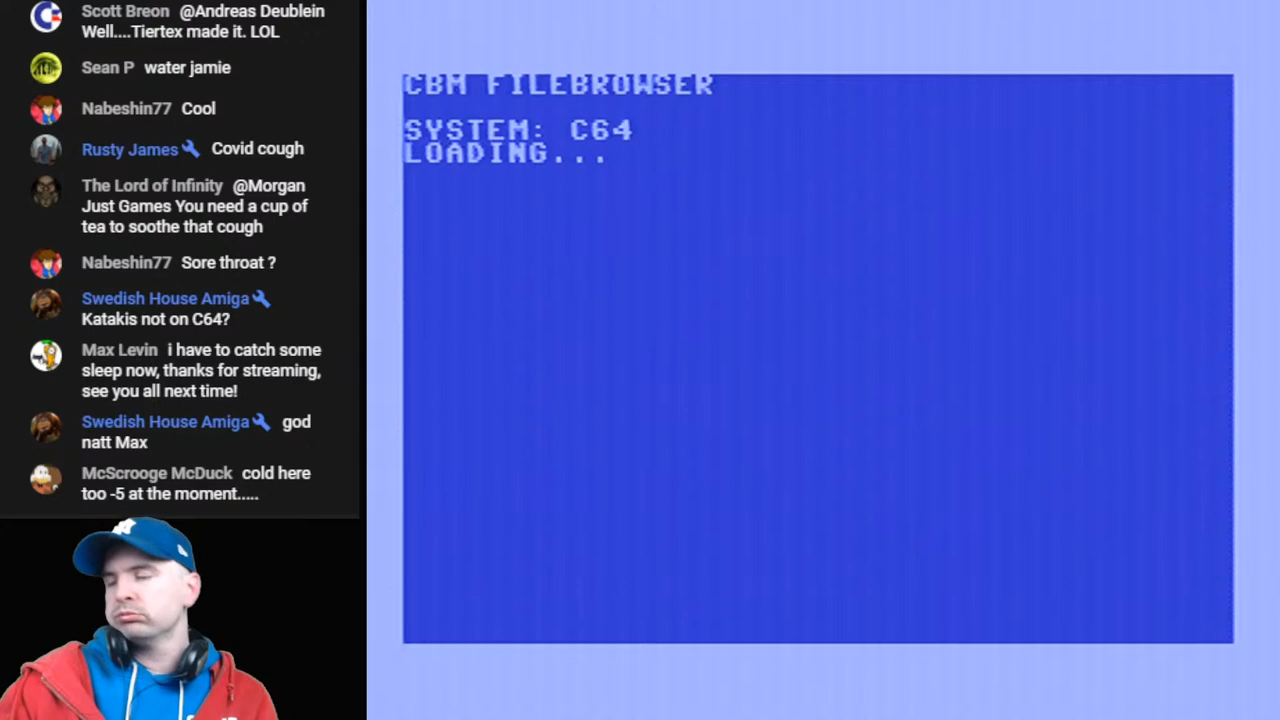 Scott Breon @Andreas Deublein
Well....Tiertex made it. LOL
Sean P water jamie
Nabeshin77 Cool
Rusty James Covid cough
The Lord of Infinity @Morgan
Just Games You need a cup of
tea to soothe that cough
Nabeshin77 Sore throat ?
Swedish House Amiga
Katakis not on C64?
Max Levin i have to catch some
sleep now, thanks for streaming,
see you all next time!
Swedish House Amiga god
natt Max
McScrooge McDuck cold here
too -5 at the moment.....
CBM FILEBROWSER
SYSTEM: C64
LOADING...